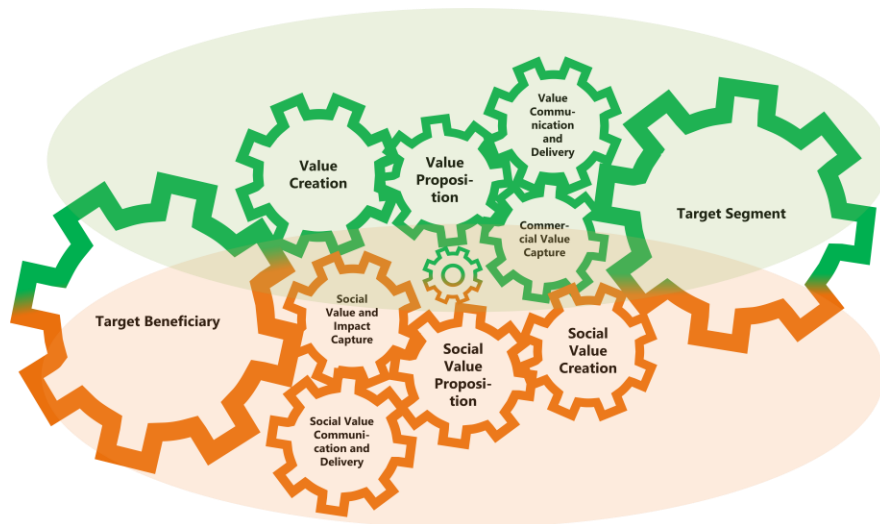 Value
Creation
Value
Proposi-
tion
Value
Commu-
nication
and
Delivery
Commer-
cial Value
Capture
Target Segment
Target Beneficiary
Social
Value and
Impact
Capture
Social
Value
Proposi-
tion
Social
Value
Creation
Social Value
Communi-
cation and
Delivery